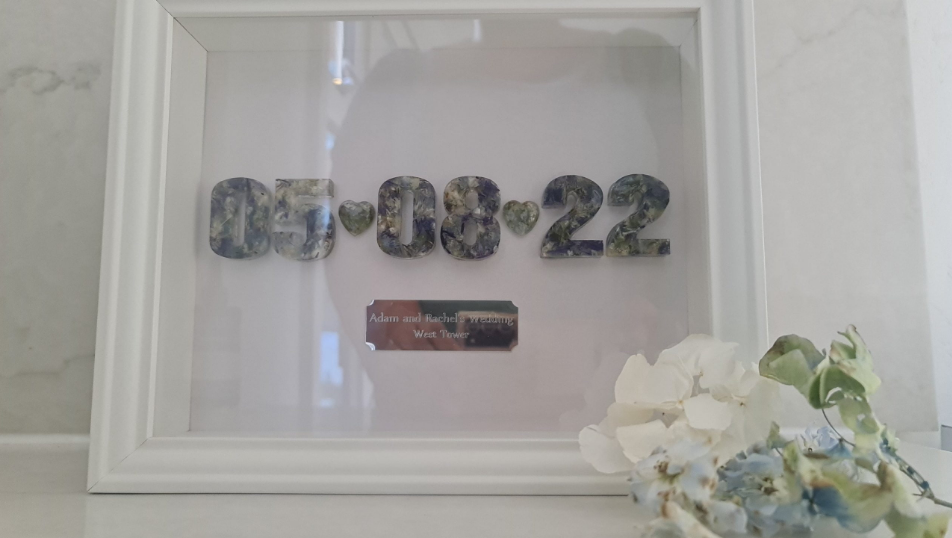 05 08 22
Adam and Rachel's Wedding
West Tower